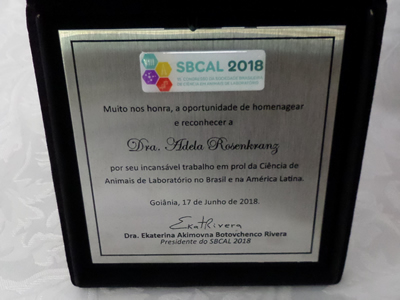 SBCAL 2018
Muito nos honra, a oportunidade de homenagear
e reconhecer a
Dra. Adela Rosenkranz
por seu incansável trabalho em prol da Ciência de
Animais de Laboratório no Brasil e na América Latina.
Goiânia, 17 de Junho de 2018.
EkatRivera
Dra. Ekaterina Akimovna Botovchenco Rivera
Presidente do SBCAL 2018